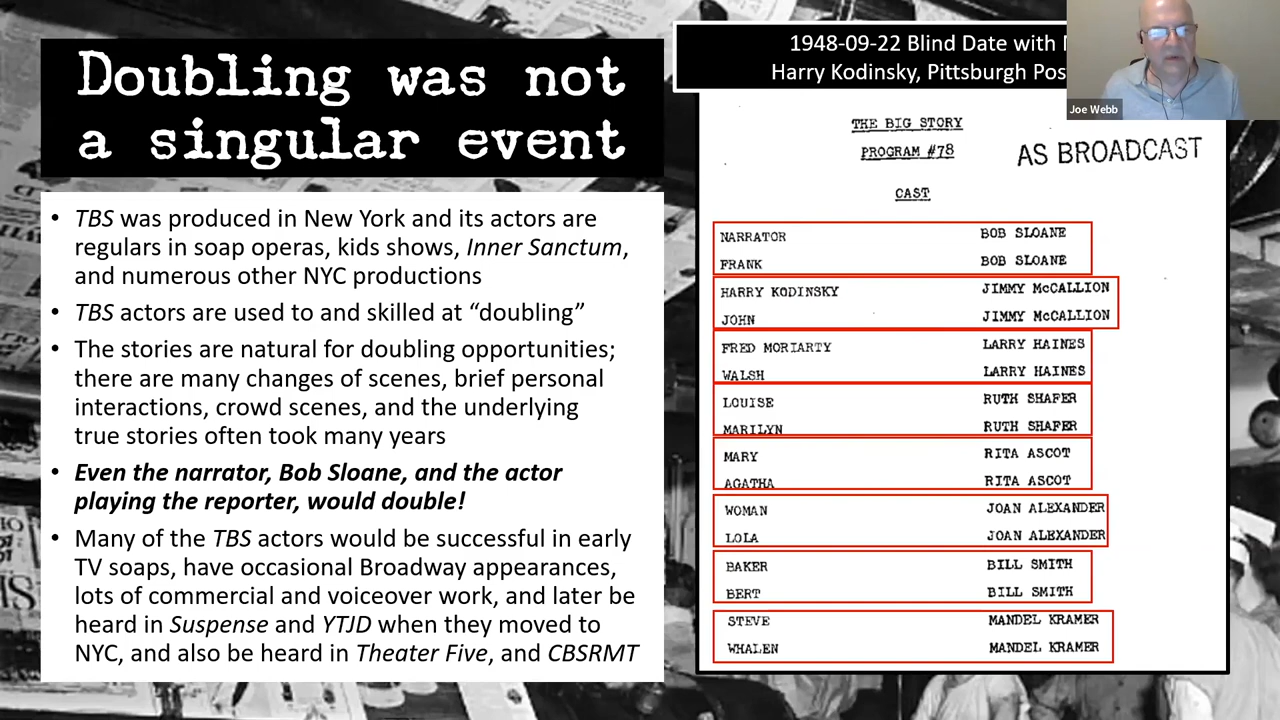 Doubling was not
a singular event
• TBS was produced in New York and its actors are
regulars in soap operas, kids shows, Inner Sanctum,
and numerous other NYC productions
• TBS actors are used to and skilled at “doubling”
• The stories are natural for doubling opportunities;
there are many changes of scenes, brief personal
interactions, crowd scenes, and the underlying
true stories often took many years
• Even the narrator, Bob Sloane, and the actor
playing the reporter, would double!
• Many of the TBS actors would be successful in early
TV soaps, have occasional Broadway appearances,
lots of commercial and voiceover work, and later be
heard in Suspense and YTJD when they moved to
NYC, and also be heard in Theater Five, and CBSRMT
1948-09-22 Blind Date with
Harry Kodinsky, Pittsburgh Pos
Joe Webb
THE BIG STORY
PROGRAM #78
AS BROADCAST
CAST
NARRATOR BOB SLOANE
FRANK BOB SLOANE
HARRY KODINSKY JIMMY McCALLION
JOHN JIMMY McCALLION
FRED MORIARTY LARRY HAINES
WALSH LARRY HAINES
LOUISE RUTH SHAFER
MARILYN RUTH SHAFER
MARY RITA ASCOT
AGATHA RITA ASCOT
WOMAN JOAN ALEXANDER
LOLA JOAN ALEXANDER
BAKER BILL SMITH
BERT BILL SMITH
STEVE MANDEL KRAMER
WHALEN MANDEL KRAMER